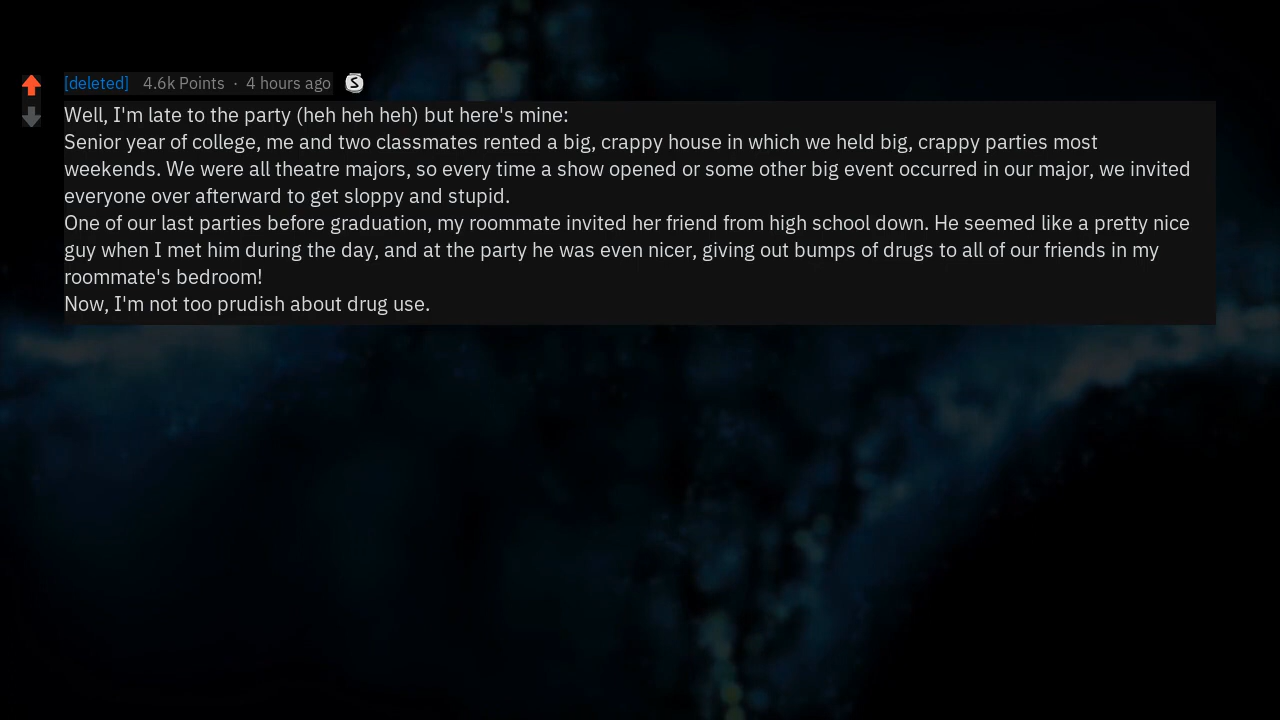 [deleted] 4.6k Points · 4 hours ago S
Well, I'm late to the party (heh heh heh) but here's mine:
Senior year of college, me and two classmates rented a big, crappy house in which we held big, crappy parties most
weekends. We were all theatre majors, so every time a show opened or some other big event occurred in our major, we invited
everyone over afterward to get sloppy and stupid.
One of our last parties before graduation, my roommate invited her friend from high school down. He seemed like a pretty nice
guy when I met him during the day, and at the party he was even nicer, giving out bumps of drugs to all of our friends in my
roommate's bedroom!
Now, I'm not too prudish about drug use.